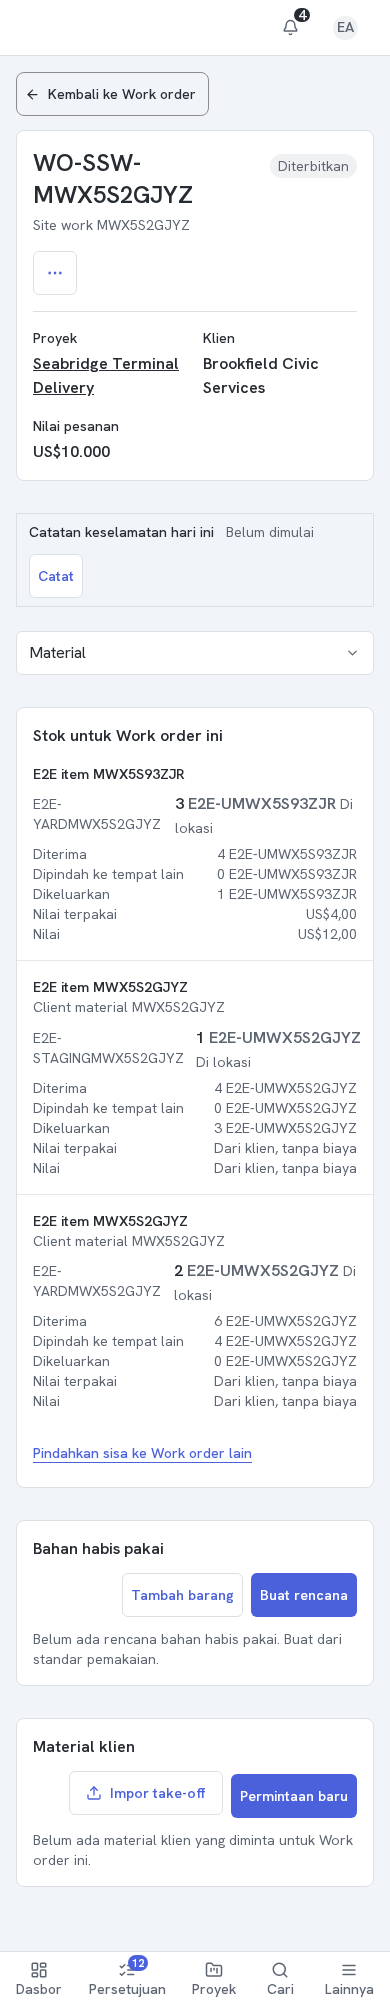 4
EA
Kembali ke Work order
WO-SSW-
MWX5S2GJYZ
Diterbitkan
Site work MWX5S2GJYZ
Proyek
Klien
Seabridge Terminal
Delivery
Brookfield Civic
Services
Nilai pesanan
US$10.000
Catatan keselamatan hari ini Belum dimulai
Catat
Material
Stok untuk Work order ini
E2E item MWX5S93ZJR
E2E-
YARDMWX5S2GJYZ
3 E2E-UMWX5S93ZJR Di
lokasi
Diterima 4 E2E-UMWX5S93ZJR
Dipindah ke tempat lain 0 E2E-UMWX5S93ZJR
Dikeluarkan 1 E2E-UMWX5S93ZJR
Nilai terpakai US$4,00
Nilai US$12,00
E2E item MWX5S2GJYZ
Client material MWX5S2GJYZ
E2E-
STAGINGMWX5S2GJYZ
1 E2E-UMWX5S2GJYZ
Di lokasi
Diterima 4 E2E-UMWX5S2GJYZ
Dipindah ke tempat lain 0 E2E-UMWX5S2GJYZ
Dikeluarkan 3 E2E-UMWX5S2GJYZ
Nilai terpakai Dari klien, tanpa biaya
Nilai Dari klien, tanpa biaya
E2E item MWX5S2GJYZ
Client material MWX5S2GJYZ
E2E-
YARDMWX5S2GJYZ
2 E2E-UMWX5S2GJYZ Di
lokasi
Diterima 6 E2E-UMWX5S2GJYZ
Dipindah ke tempat lain 4 E2E-UMWX5S2GJYZ
Dikeluarkan 0 E2E-UMWX5S2GJYZ
Nilai terpakai Dari klien, tanpa biaya
Nilai Dari klien, tanpa biaya
Pindahkan sisa ke Work order lain
Bahan habis pakai
Tambah barang
Buat rencana
Belum ada rencana bahan habis pakai. Buat dari
standar pemakaian.
Material klien
Impor take-off
Permintaan baru
Belum ada material klien yang diminta untuk Work
order ini.
12
Dasbor Persetujuan Proyek Cari Lainnya